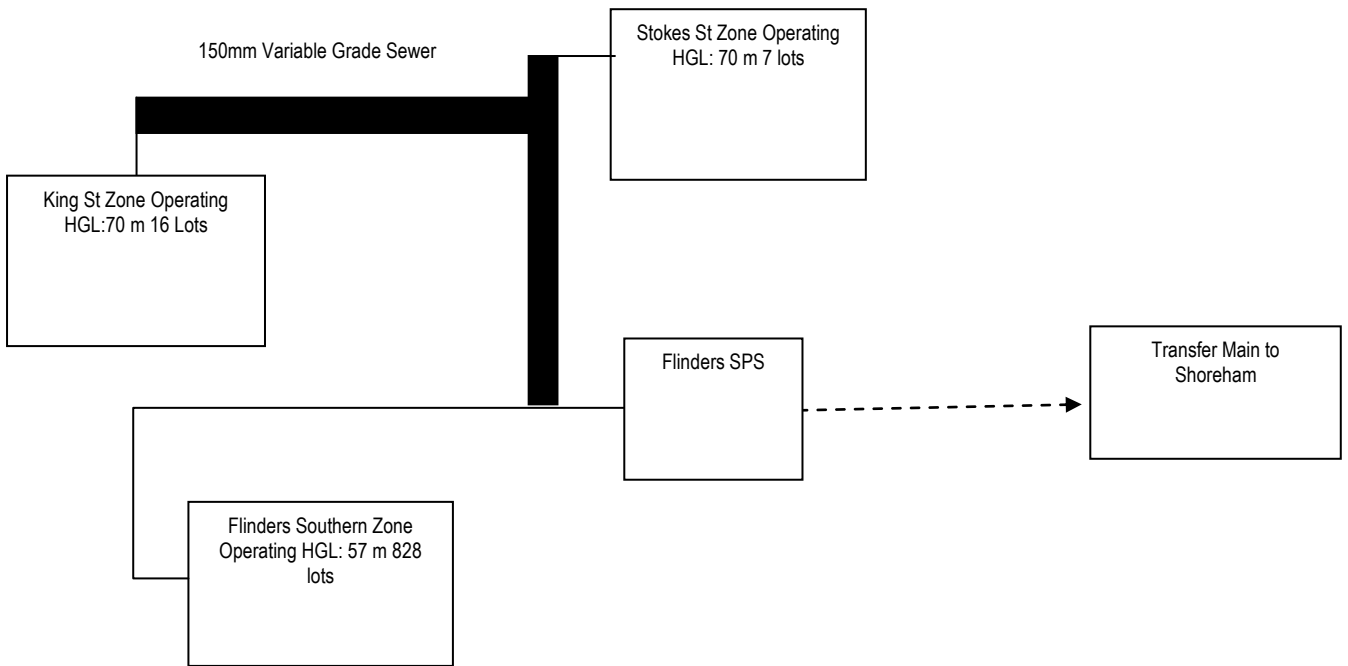 150mm Variable Grade Sewer
Stokes St Zone Operating
HGL: 70 m 7 lots
King St Zone Operating
HGL:70 m 16 Lots
Flinders SPS
Transfer Main to
Shoreham
Flinders Southern Zone
Operating HGL: 57 m 828
lots